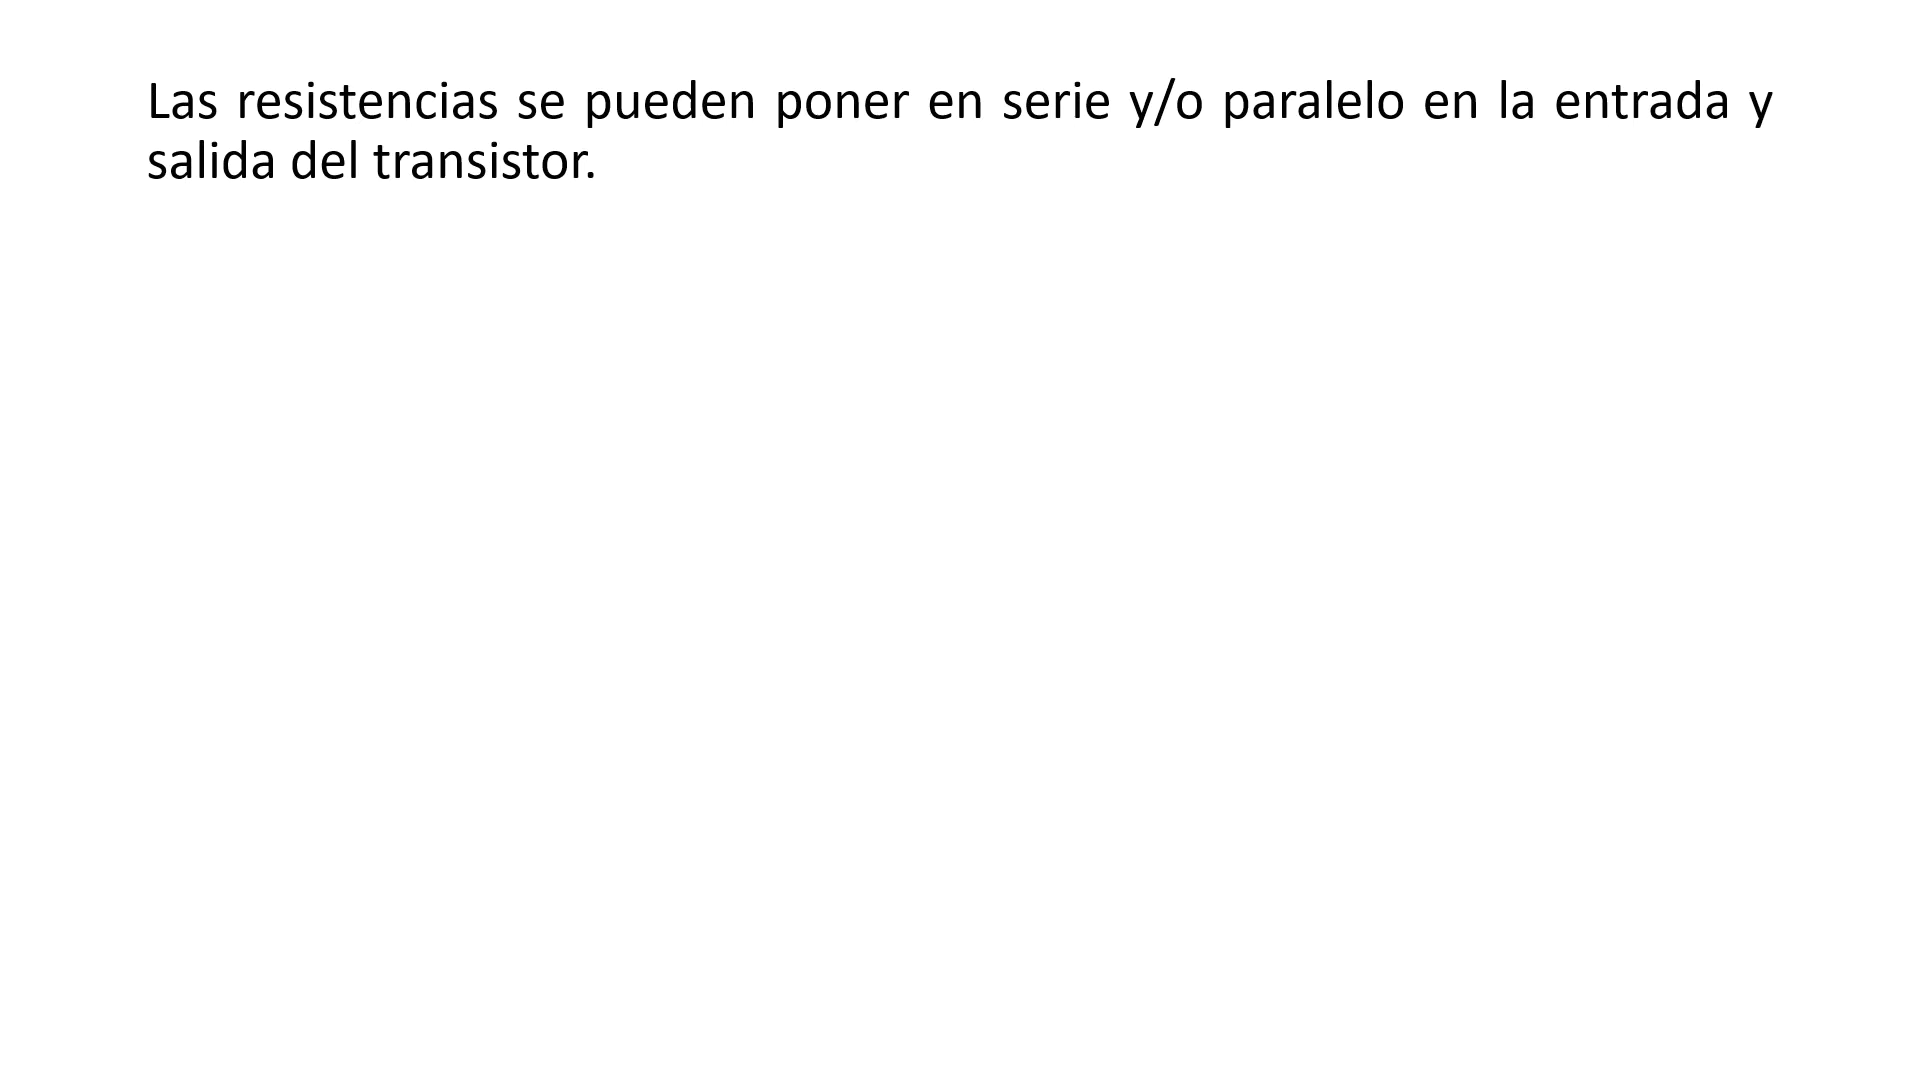 Las resistencias se pueden poner en serie y/o paralelo en la entrada y
salida del transistor.